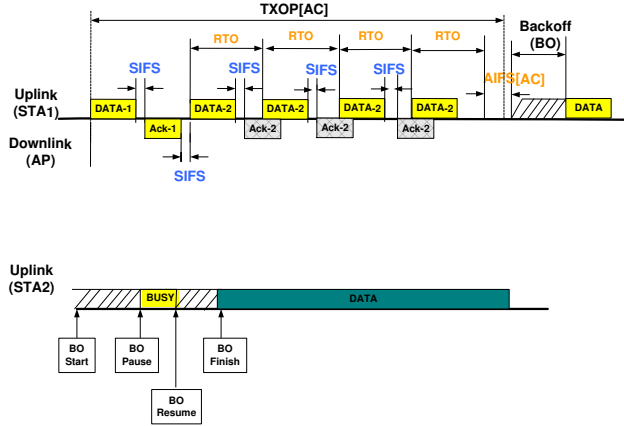 TXOP[AC]
Backoff
(BO)
RTO
RTO
RTO
RTO
SIFS
SIFS
SIFS
SIFS
AIFS[AC]
Uplink
(STA1)
DATA-1
DATA-2
DATA-2
DATA-2
DATA-2
DATA
Ack-1
Ack-2
Ack-2
Ack-2
Downlink
(AP)
SIFS
Uplink
(STA2)
BUSY
DATA
BO
Start
BO
Pause
BO
Finish
BO
Resume